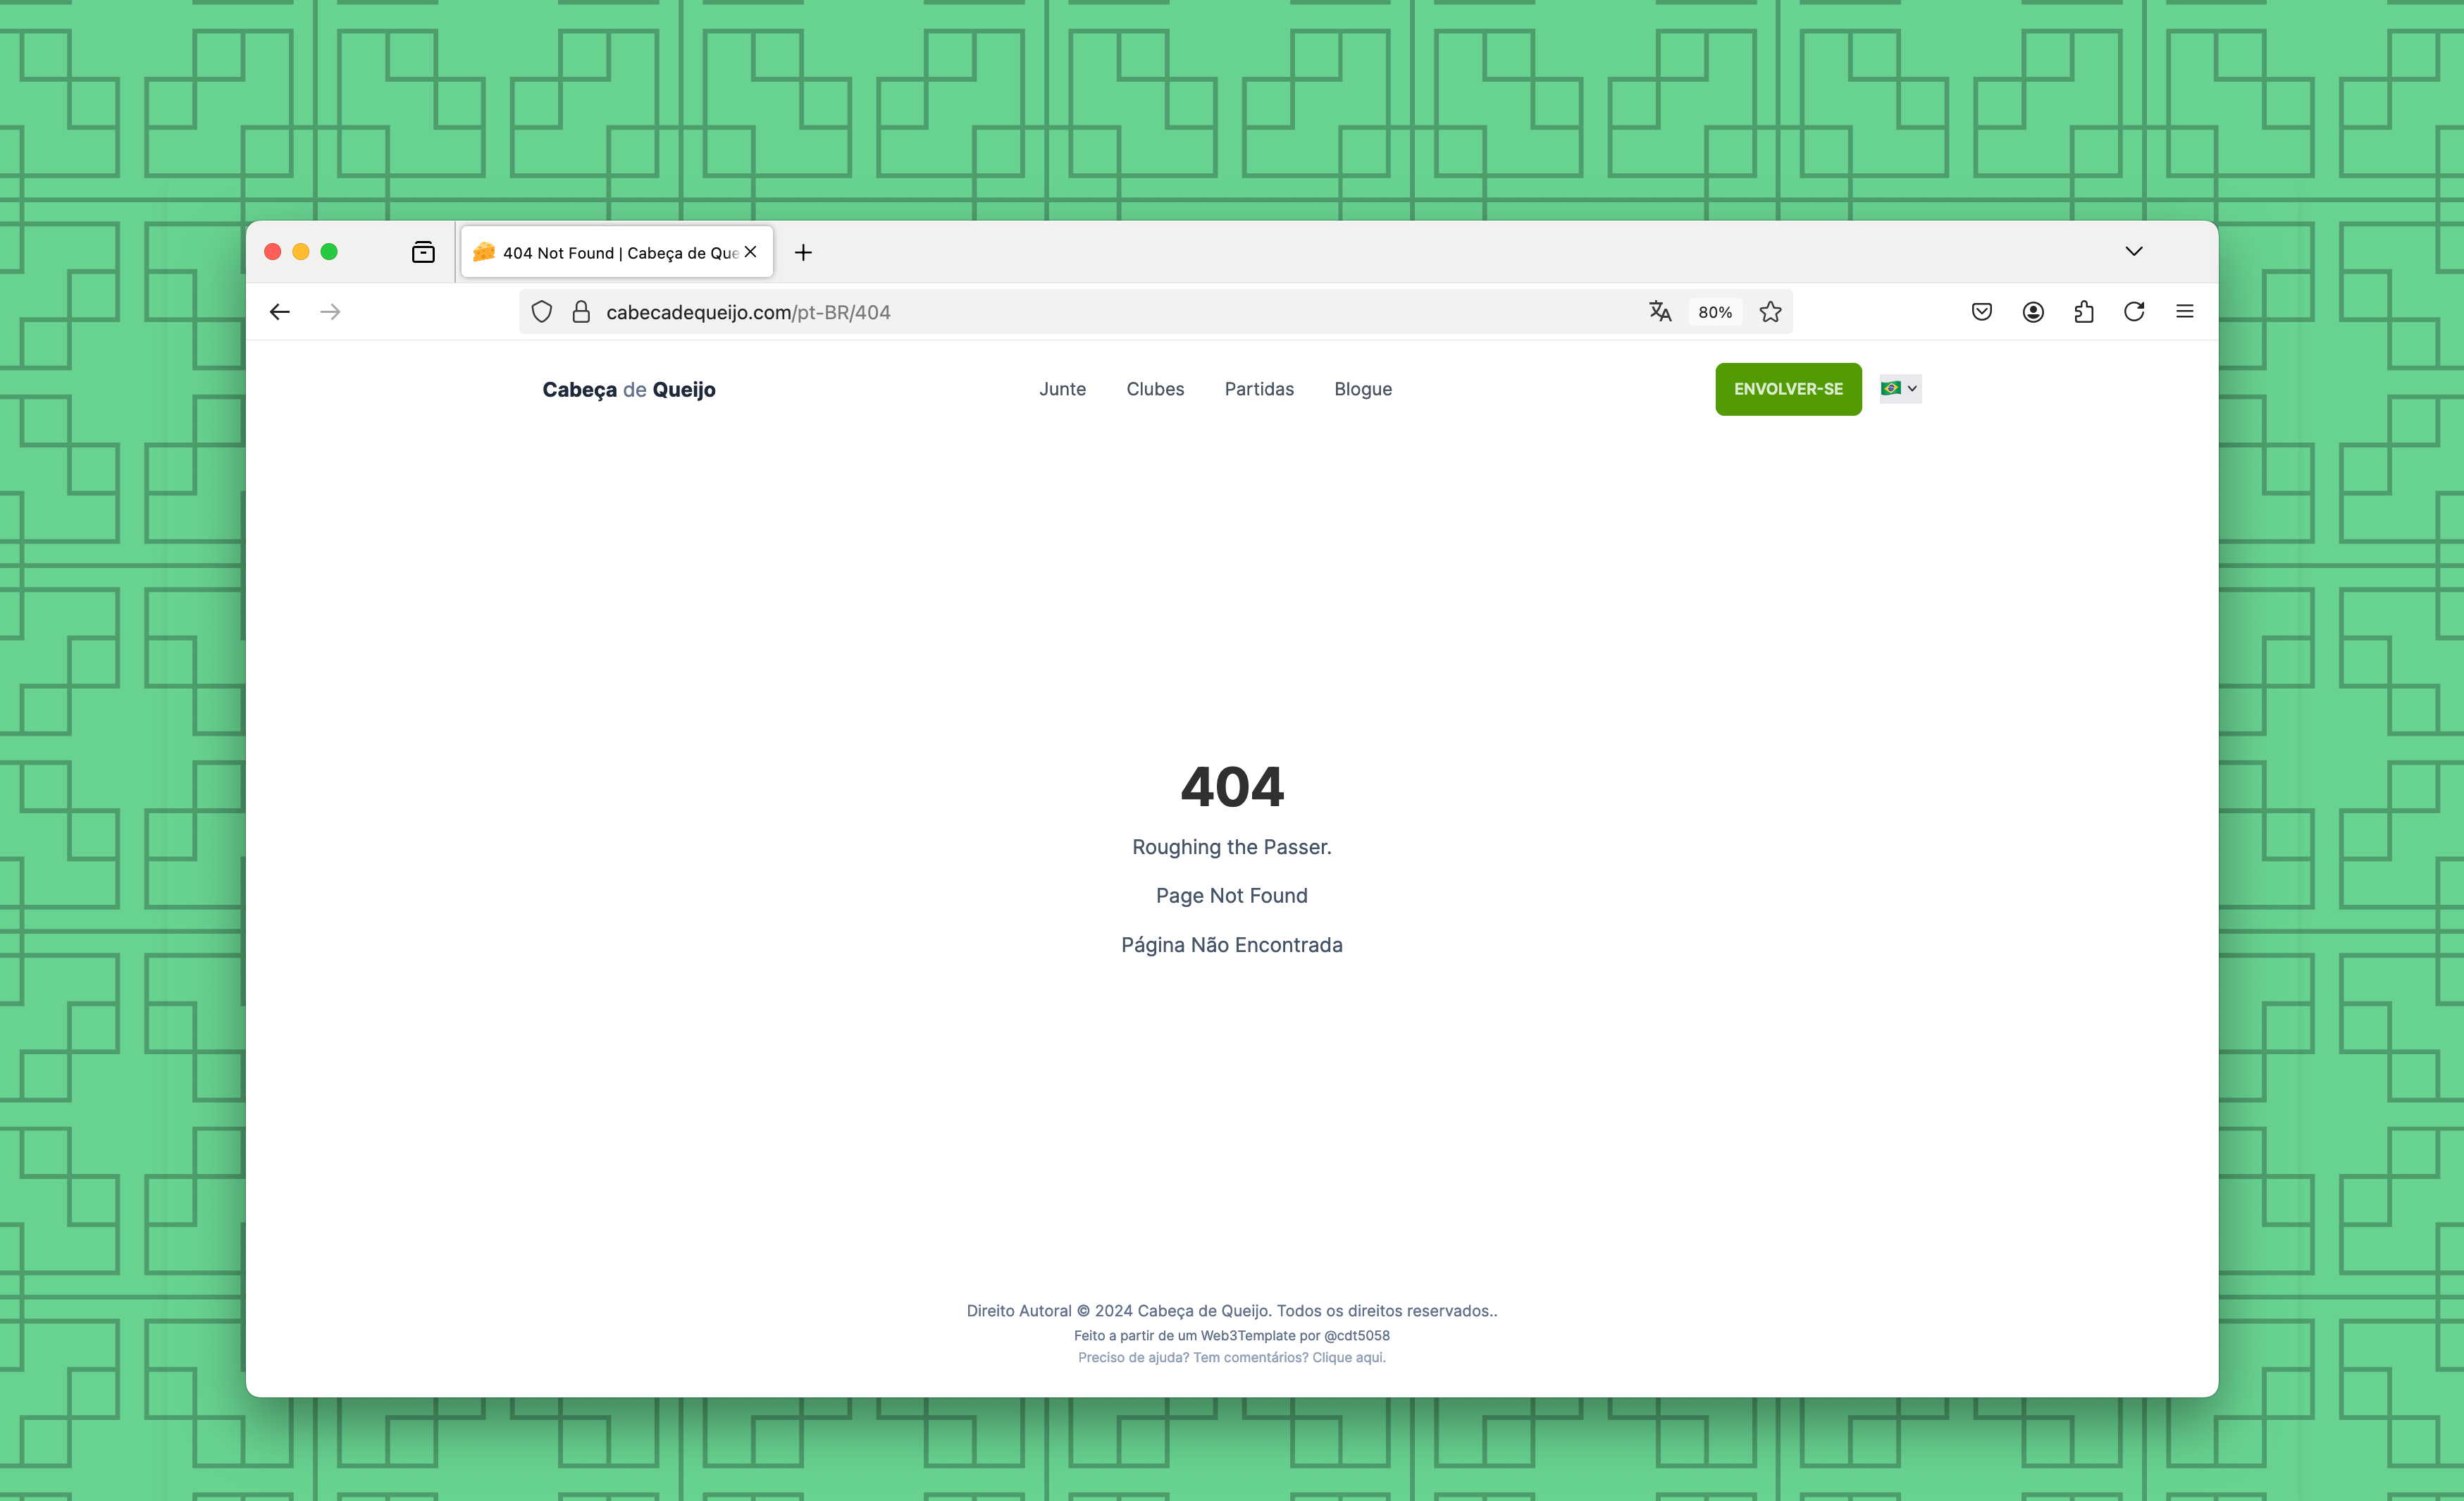 404 Not Found | Cabeça de Que
cabecadequeijo.com/pt-BR/404
80%
Cabeça de Queijo
Junte
Clubes
Partidas
Blogue
ENVOLVER-SE
404
Roughing the Passer.
Page Not Found
Página Não Encontrada
Direito Autoral © 2024 Cabeça de Queijo. Todos os direitos reservados..
Feito a partir de um Web3Template por @cdt5058
Preciso de ajuda? Tem comentários? Clique aqui.